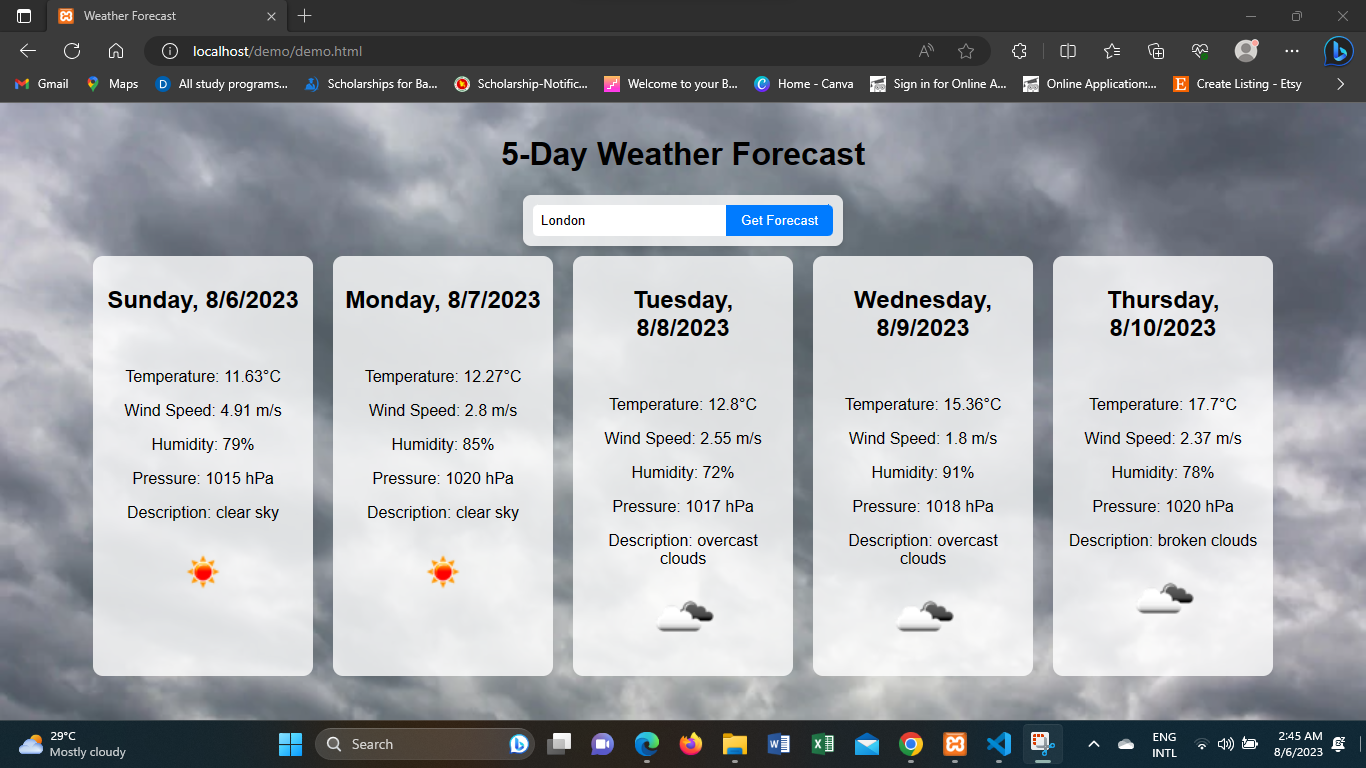 Weather Forecast
localhost/demo/demo.html
Gmail
Maps
D
All study programs...
Scholarships for Ba...
Scholarship-Notific...
Welcome to your B...
C
Home - Canva
Sign in for Online A...
Online Application:...
E
Create Listing - Etsy
5-Day Weather Forecast
London
Get Forecast
Sunday, 8/6/2023
Temperature: 11.63°C
Wind Speed: 4.91 m/s
Humidity: 79%
Pressure: 1015 hPa
Description: clear sky
Monday, 8/7/2023
Temperature: 12.27°C
Wind Speed: 2.8 m/s
Humidity: 85%
Pressure: 1020 hPa
Description: clear sky
Tuesday,
8/8/2023
Temperature: 12.8°C
Wind Speed: 2.55 m/s
Humidity: 72%
Pressure: 1017 hPa
Description: overcast
clouds
Wednesday,
8/9/2023
Temperature: 15.36°C
Wind Speed: 1.8 m/s
Humidity: 91%
Pressure: 1018 hPa
Description: overcast
clouds
Thursday,
8/10/2023
Temperature: 17.7°C
Wind Speed: 2.37 m/s
Humidity: 78%
Pressure: 1020 hPa
Description: broken clouds
29°C
Mostly cloudy
Search
ENG
INTL
2:45 AM
8/6/2023